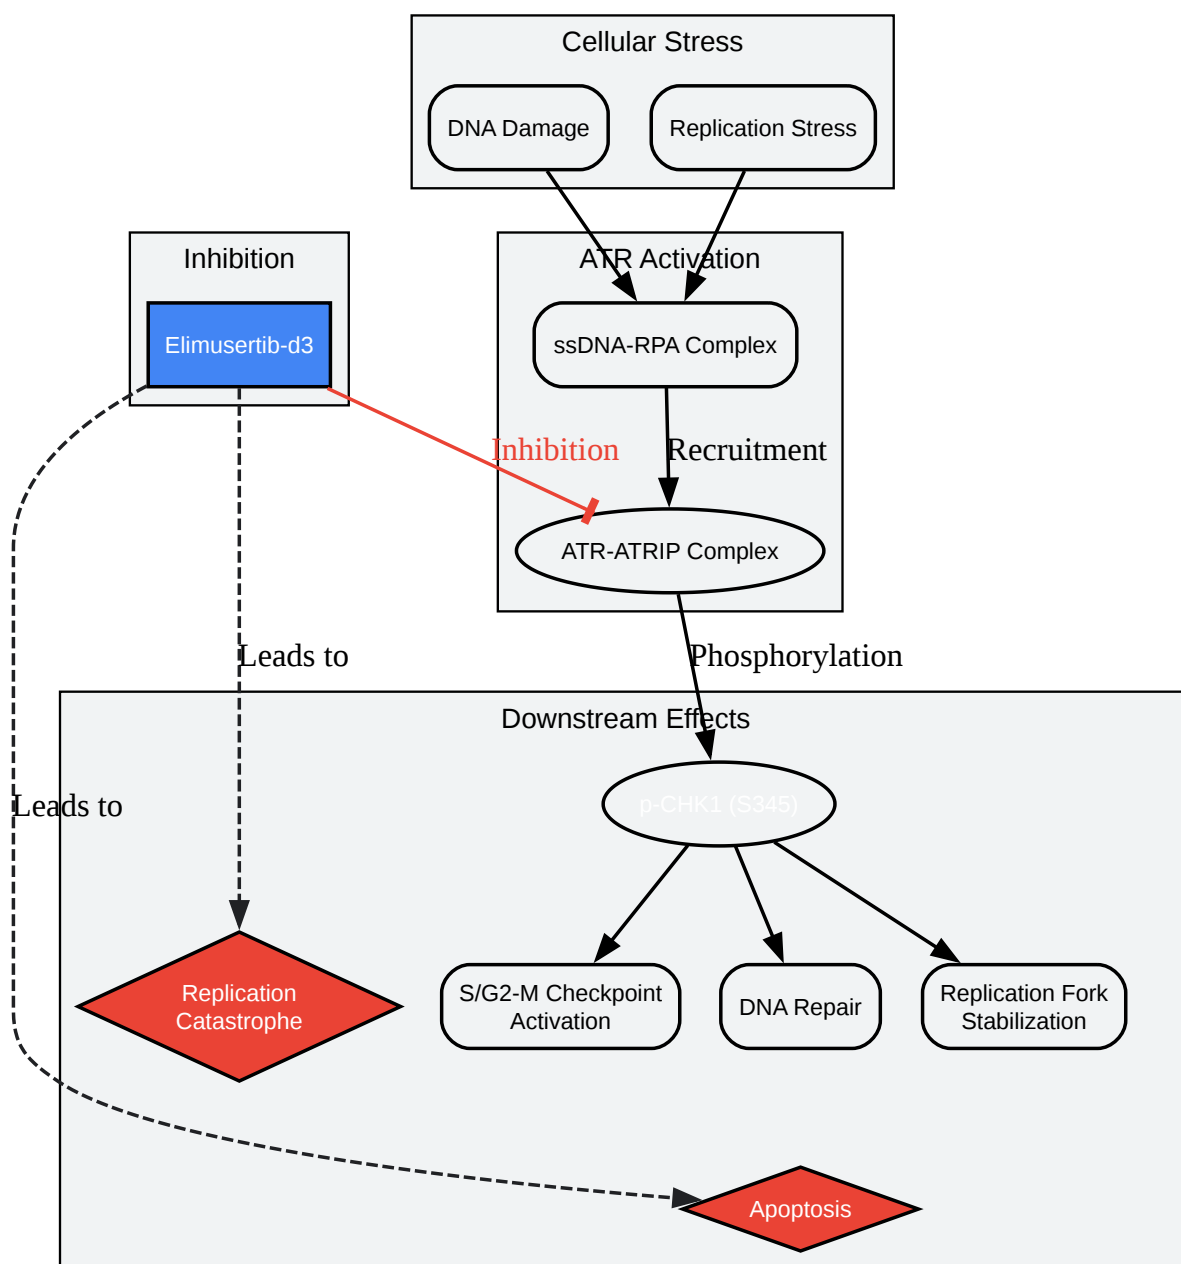 Cellular Stress
DNA Damage
Replication Stress
Inhibition
ATR Activation
Elimusertib-d3
ssDNA-RPA Complex
Inhibition
Recruitment
ATR-ATRIP Complex
Leads to
Phosphorylation
Downstream Effects
Leads to
p-CHK1 (S345)
Replication
Catastrophe
S/G2-M Checkpoint
Activation
DNA Repair
Replication Fork
Stabilization
Apoptosis